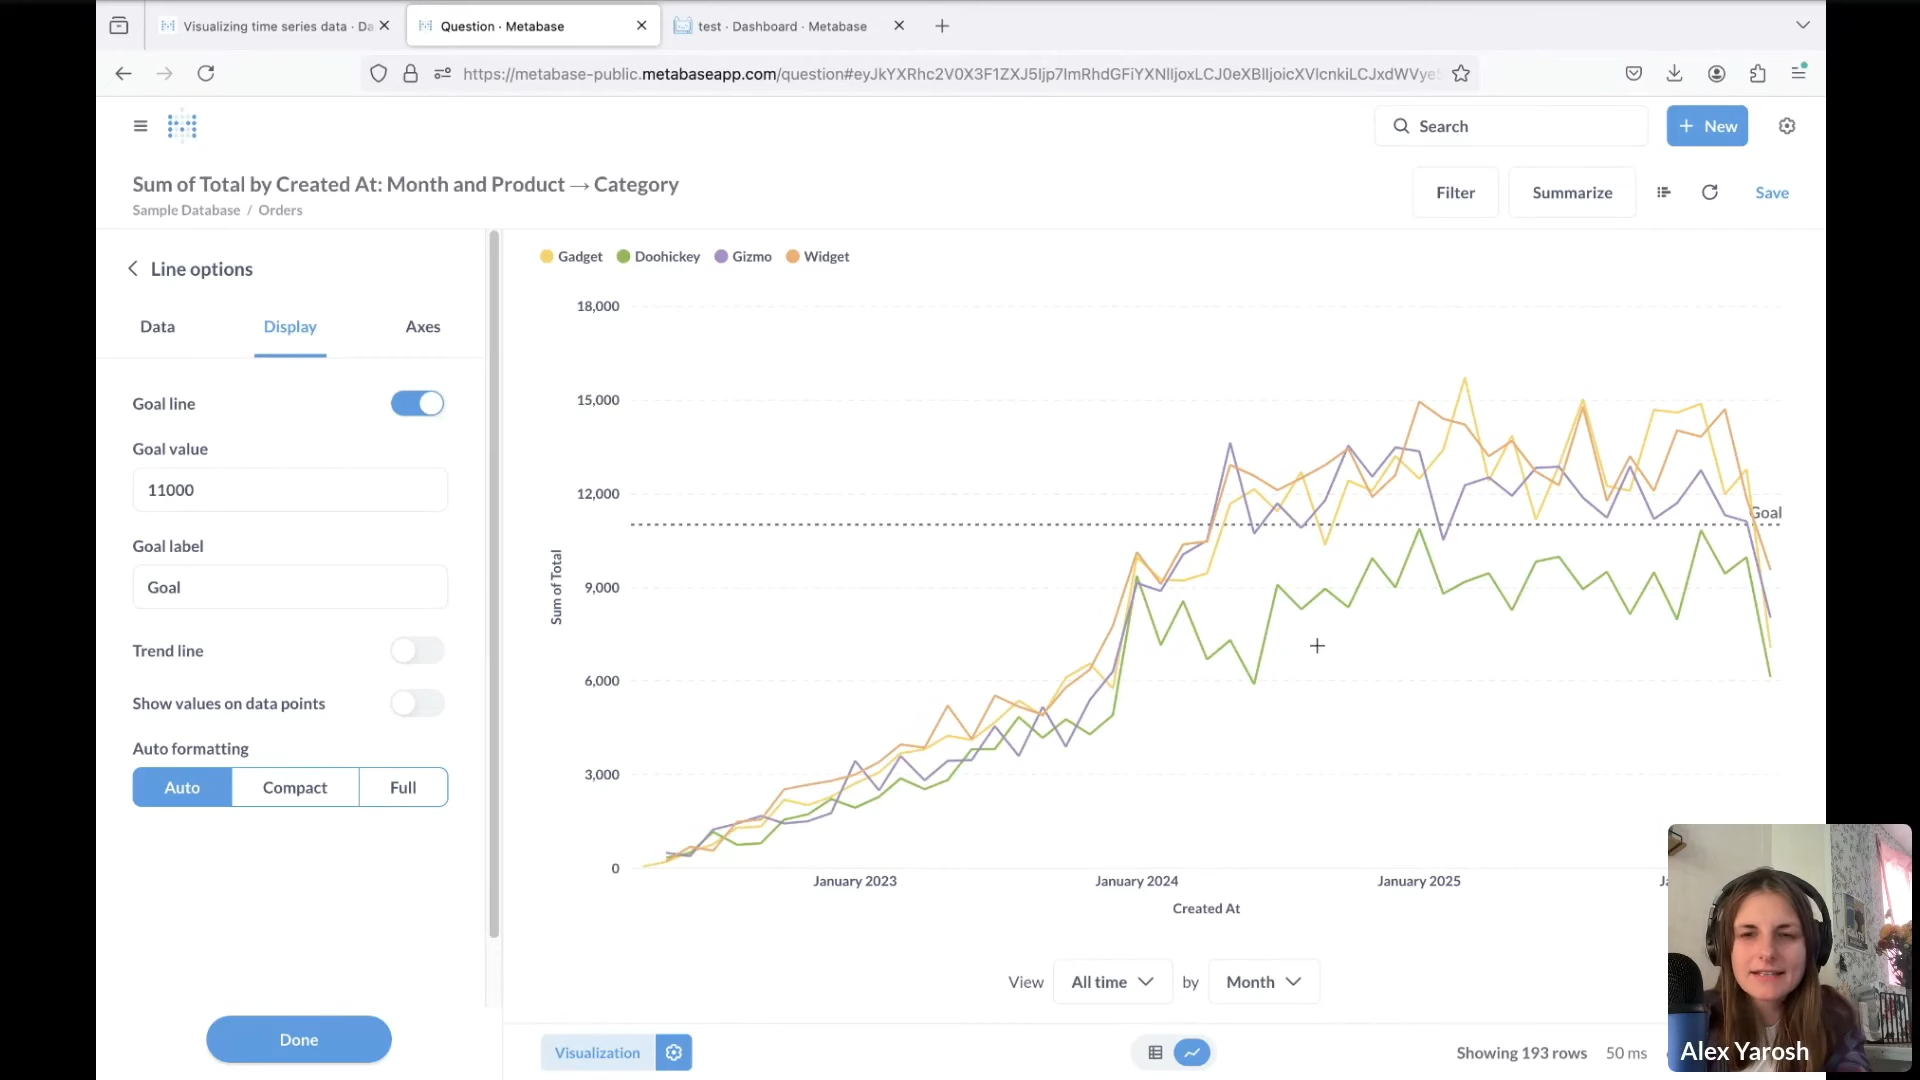 Visualizing time series data · Da
Question · Metabase
test · Dashboard · Metabase
https://metabase-public.metabaseapp.com/question#
Search
New
Sum of Total by Created At: Month and Product → Category
Sample Database / Orders
Filter
Summarize
Save
Line options
Data
Display
Axes
Goal line
Goal value
11000
Goal label
Goal
Trend line
Show values on data points
Auto formatting
Auto
Compact
Full
Done
Gadget
Doohickey
Gizmo
Widget
18,000
15,000
12,000
9,000
6,000
3,000
0
Sum of Total
Goal
January 2023
January 2024
January 2025
Created At
View
All time
by
Month
Visualization
Showing 193 rows
50 ms
Alex Yarosh